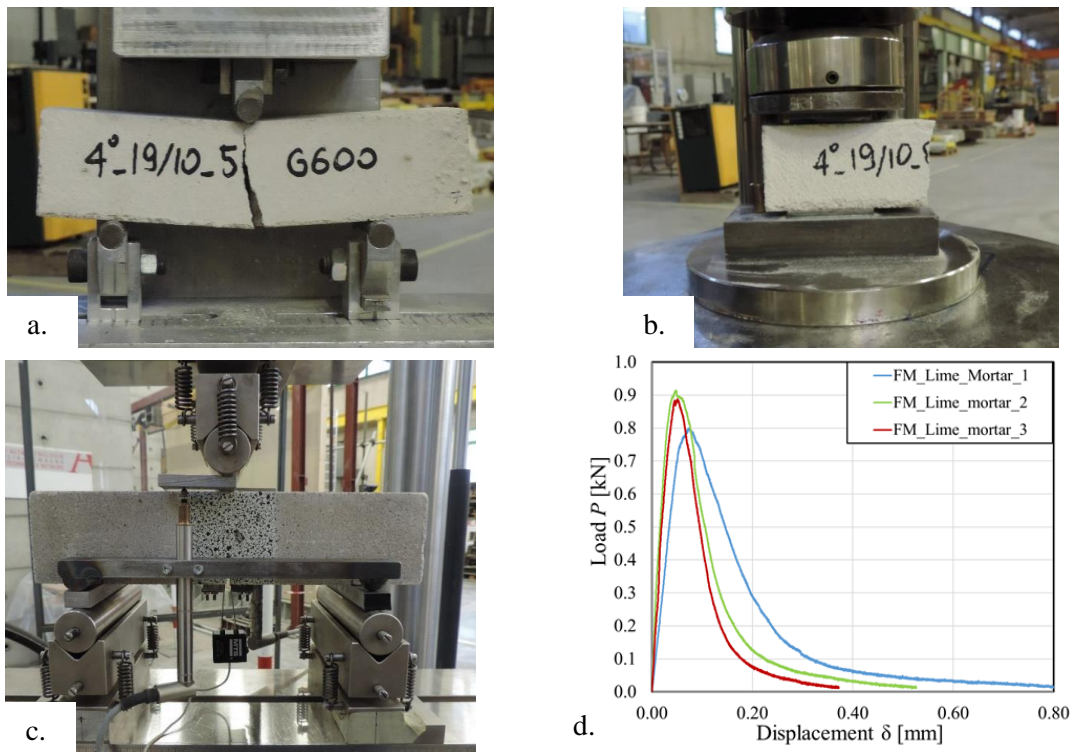 4°_19/10_5 G600
a.
4°_19/10_
b.
MTS
c.
1.0
0.9
0.8
0.7
0.6
0.5
0.4
0.3
0.2
0.1
0.0
Load P [kN]
FM_Lime_Mortar_1
FM_Lime_mortar_2
FM_Lime_mortar_3
0.00 0.20 0.40 0.60 0.80
Displacement δ [mm]
d.